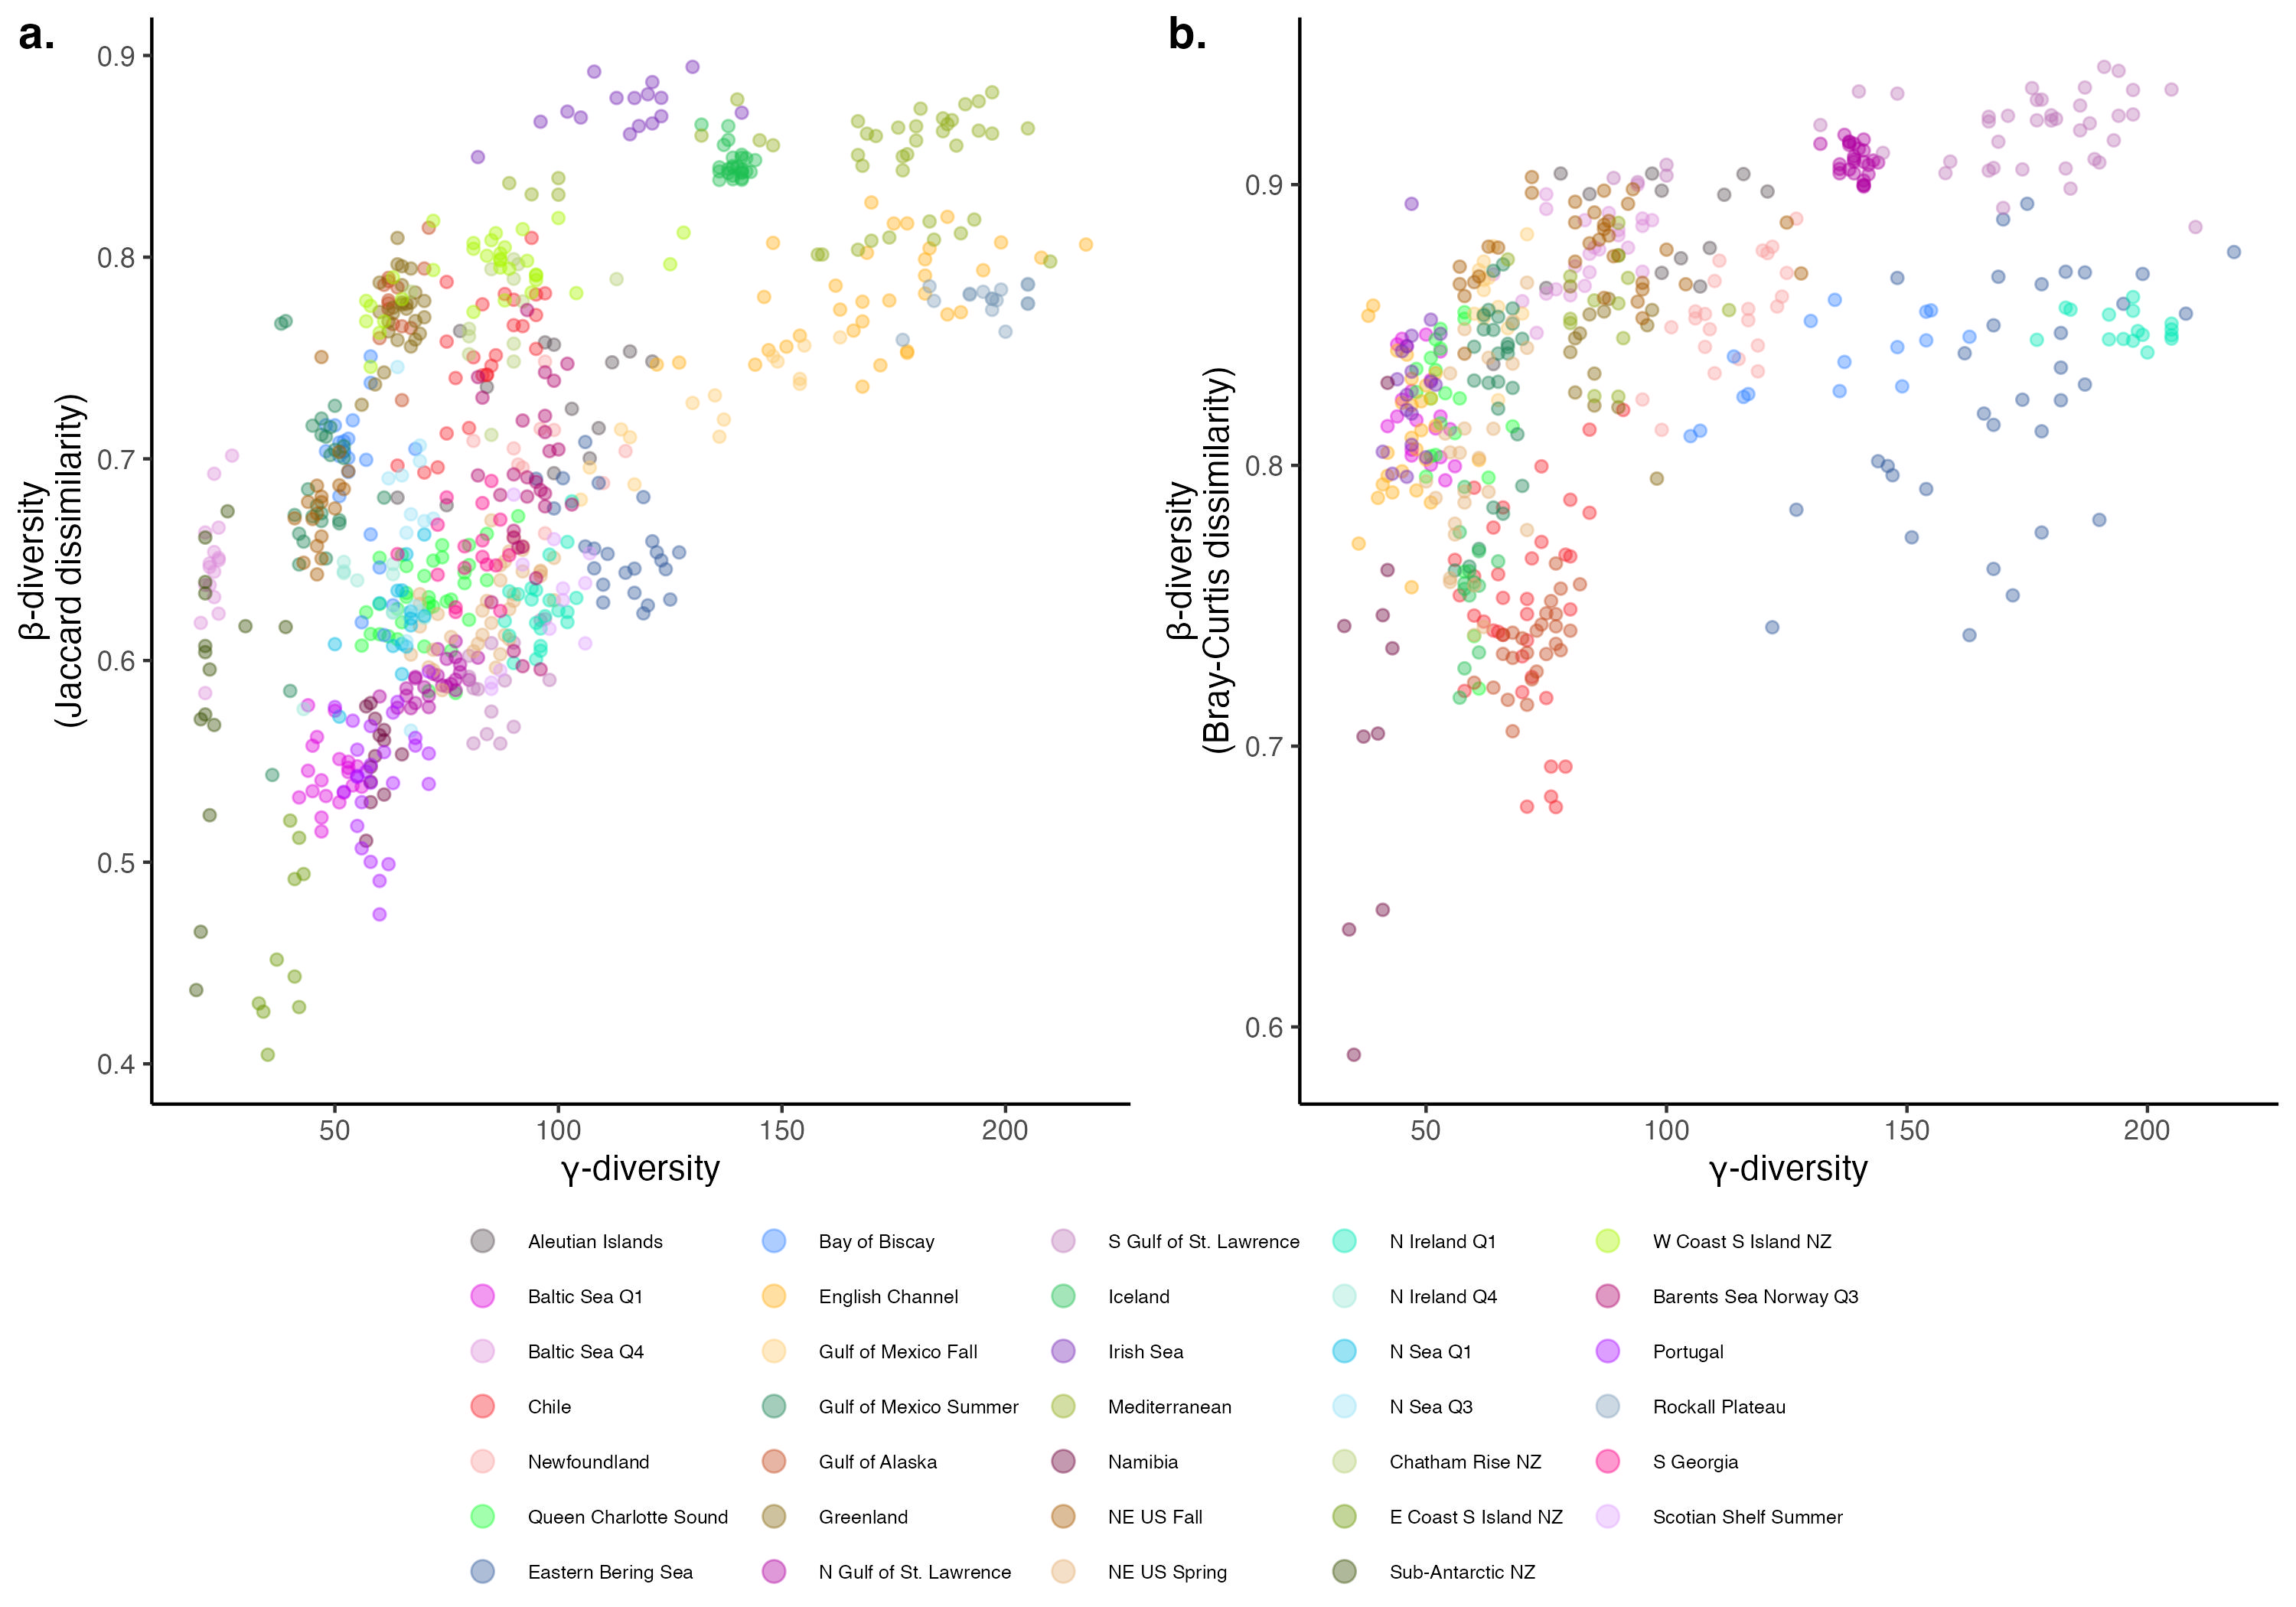 a.
β-diversity
(Jaccard dissimilarity)
0.9
0.8
0.7
0.6
0.5
0.4
50
100
150
200
γ-diversity
b.
β-diversity
(Bray-Curtis dissimilarity)
0.9
0.8
0.7
0.6
50
100
150
200
γ-diversity
Aleutian Islands
Baltic Sea Q1
Baltic Sea Q4
Chile
Newfoundland
Queen Charlotte Sound
Eastern Bering Sea
Bay of Biscay
English Channel
Gulf of Mexico Fall
Gulf of Mexico Summer
Gulf of Alaska
Greenland
N Gulf of St. Lawrence
S Gulf of St. Lawrence
Iceland
Irish Sea
Mediterranean
Namibia
NE US Fall
NE US Spring
N Ireland Q1
N Ireland Q4
N Sea Q1
N Sea Q3
Chatham Rise NZ
E Coast S Island NZ
Sub-Antarctic NZ
W Coast S Island NZ
Barents Sea Norway Q3
Portugal
Rockall Plateau
S Georgia
Scotian Shelf Summer